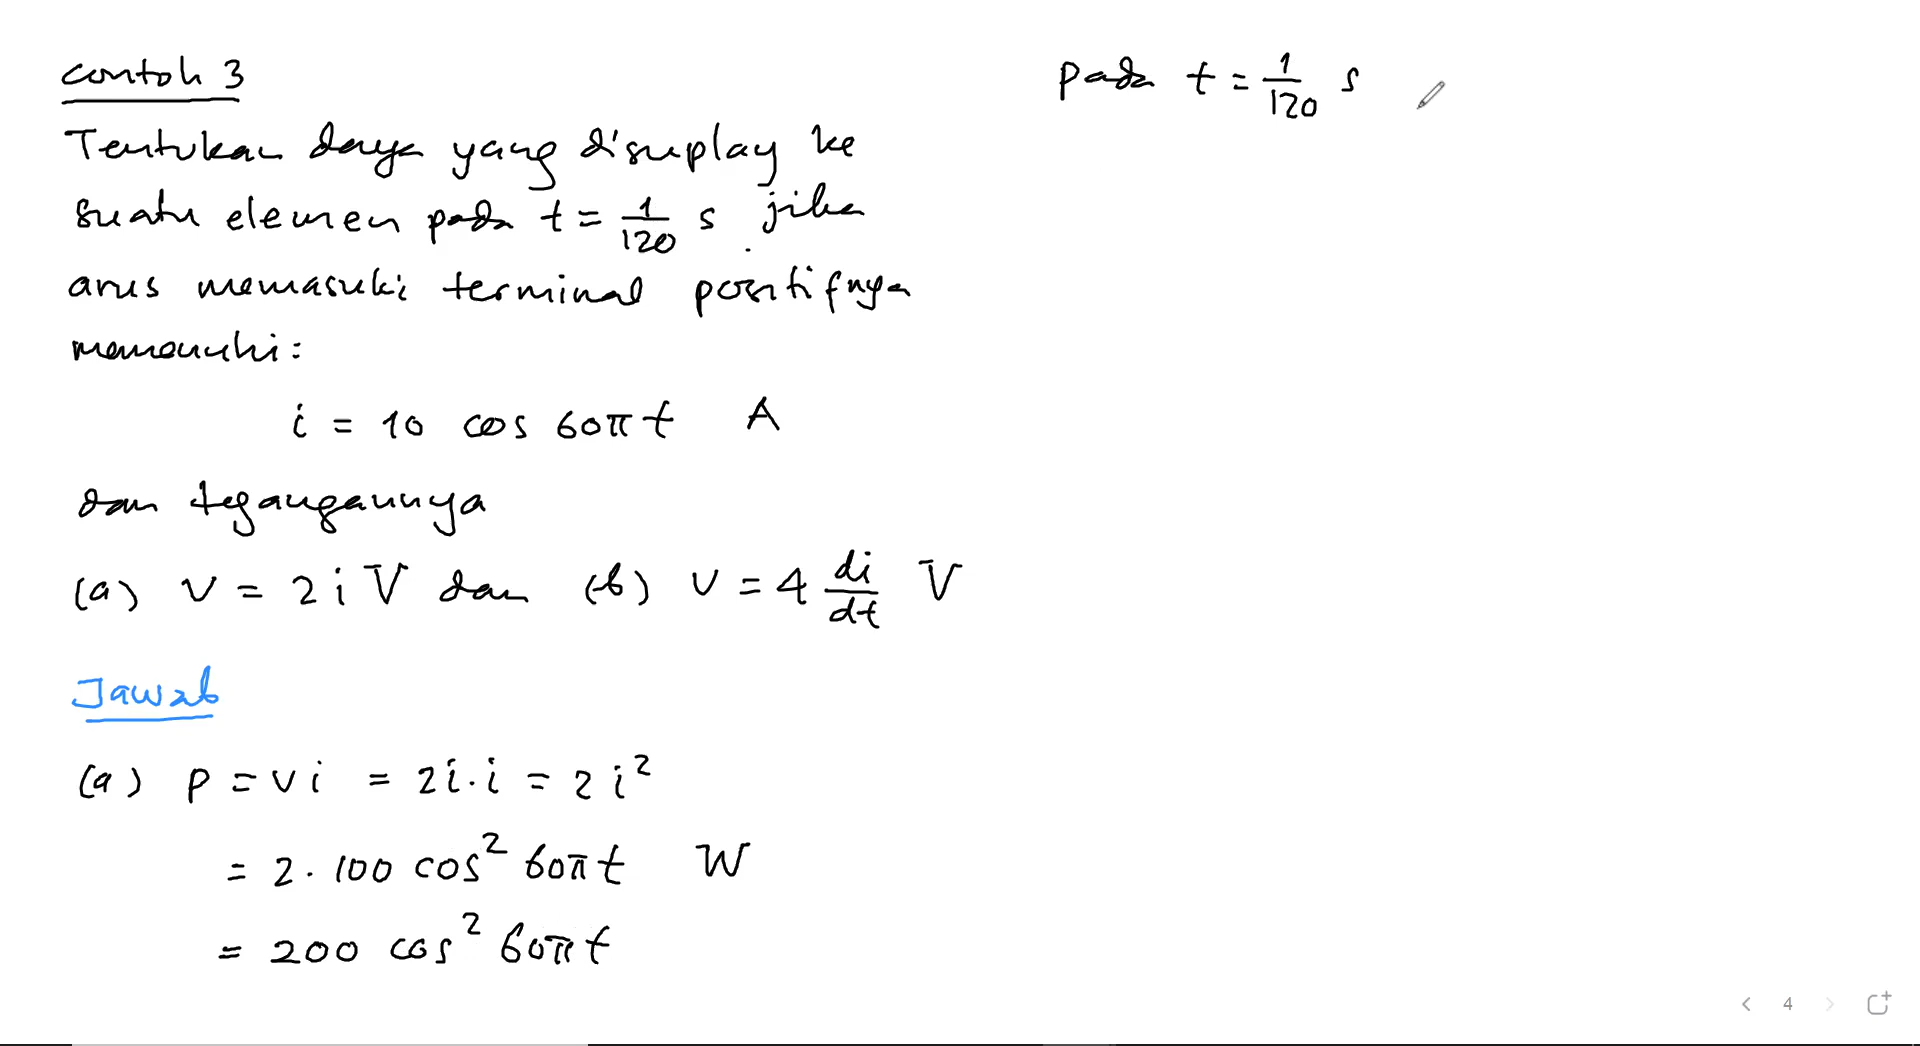 Contoh 3
Tentukan daya yang disuplay ke
suatu elemen pada t = 1/120 s jika
arus memasuki terminal positifnya
memenuhi:
i = 10 cos 60πt A
dan tegangannya
(a) v = 2i V dan (b) v = 4 di/dt V
Jawab
(a) p = vi = 2i.i = 2i²
= 2. 100 cos² 60πt W
= 200 cos² 60πt
pada t = 1/120 s
4